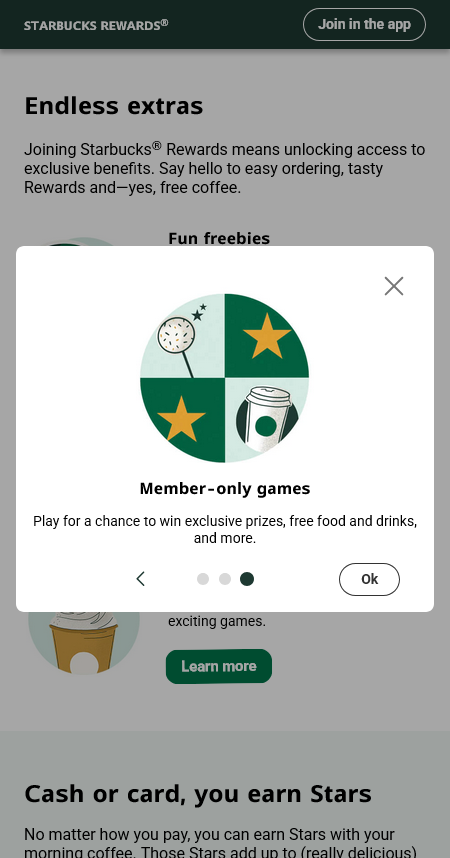 STARBUCKS REWARDS®
Join in the app
Endless extras
Joining Starbucks® Rewards means unlocking access to
exclusive benefits. Say hello to easy ordering, tasty
Rewards and—yes, free coffee.
Fun freebies
Member-only games
Play for a chance to win exclusive prizes, free food and drinks,
and more.
Ok
exciting games.
Learn more
Cash or card, you earn Stars
No matter how you pay, you can earn Stars with your
morning coffee. Those Stars add up to (really delicious)